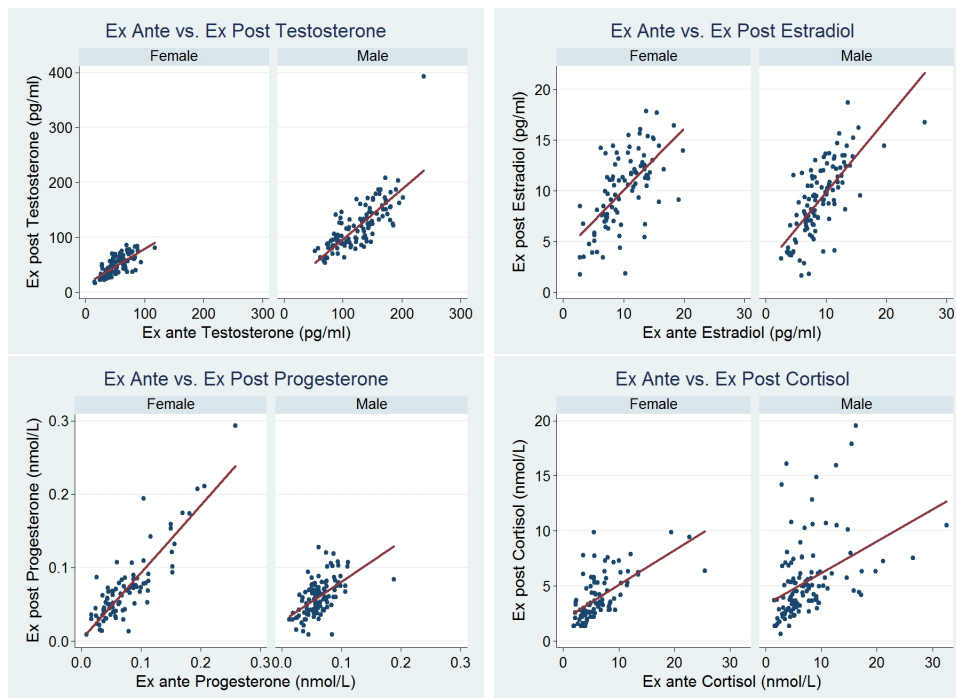 Ex Ante vs. Ex Post Testosterone
Female Male
Ex post Testosterone (pg/ml)
400
300
200
100
0
0 100 200 300 0 100 200 300
Ex ante Testosterone (pg/ml)
Ex Ante vs. Ex Post Estradiol
Female Male
Ex post Estradiol (pg/ml)
20
15
10
5
0
0 10 20 30 0 10 20 30
Ex ante Estradiol (pg/ml)
Ex Ante vs. Ex Post Progesterone
Female Male
Ex post Progesterone (nmol/L)
0.3
0.2
0.1
0.0
0.0 0.1 0.2 0.3 0.0 0.1 0.2 0.3
Ex ante Progesterone (nmol/L)
Ex Ante vs. Ex Post Cortisol
Female Male
Ex post Cortisol (nmol/L)
20
15
10
5
0
0 10 20 30 0 10 20 30
Ex ante Cortisol (nmol/L)